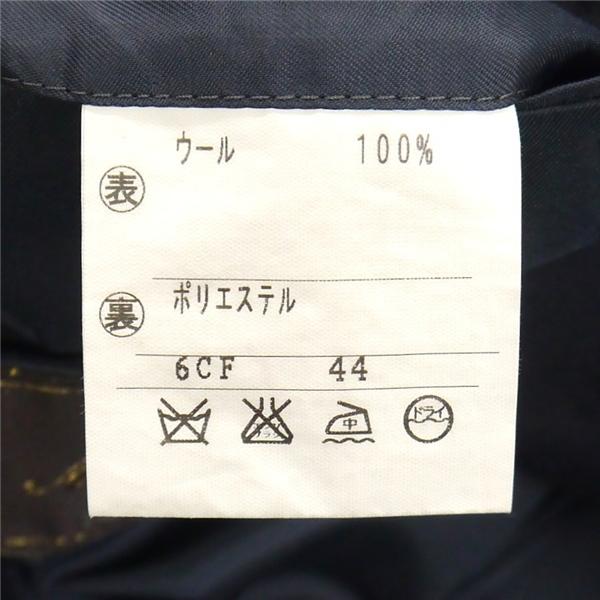 表 ウール 100%
裏 ポリエステル
6CF 44
中 ドライ